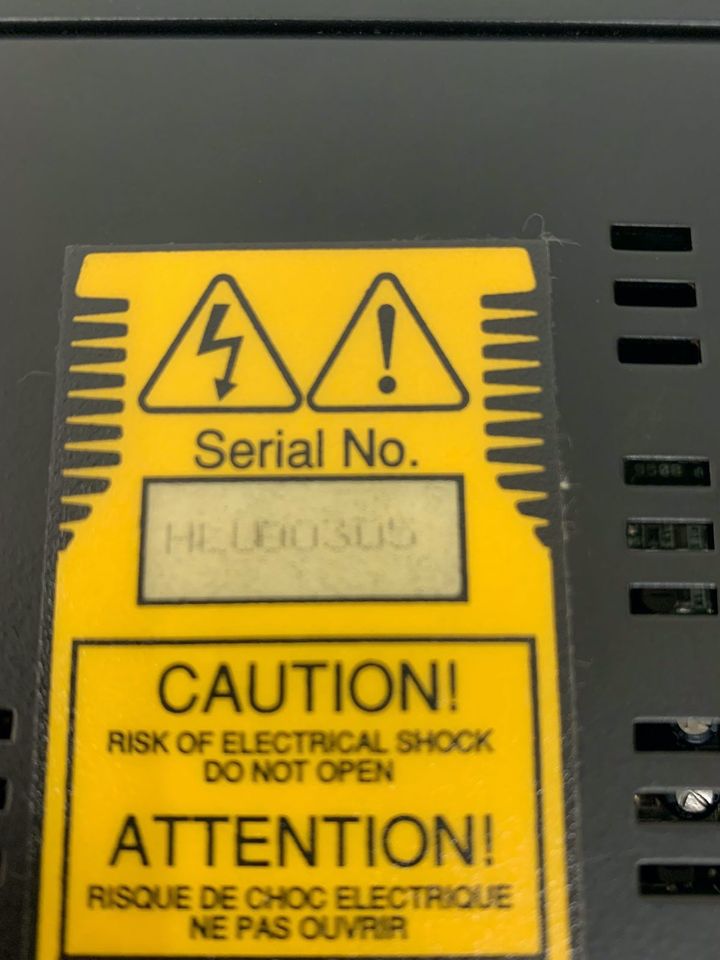 Serial No.
CAUTION!
RISK OF ELECTRICAL SHOCK
DO NOT OPEN
ATTENTION!
RISQUE DE CHOC ELECTRIQUE
NE PAS OUVRIR